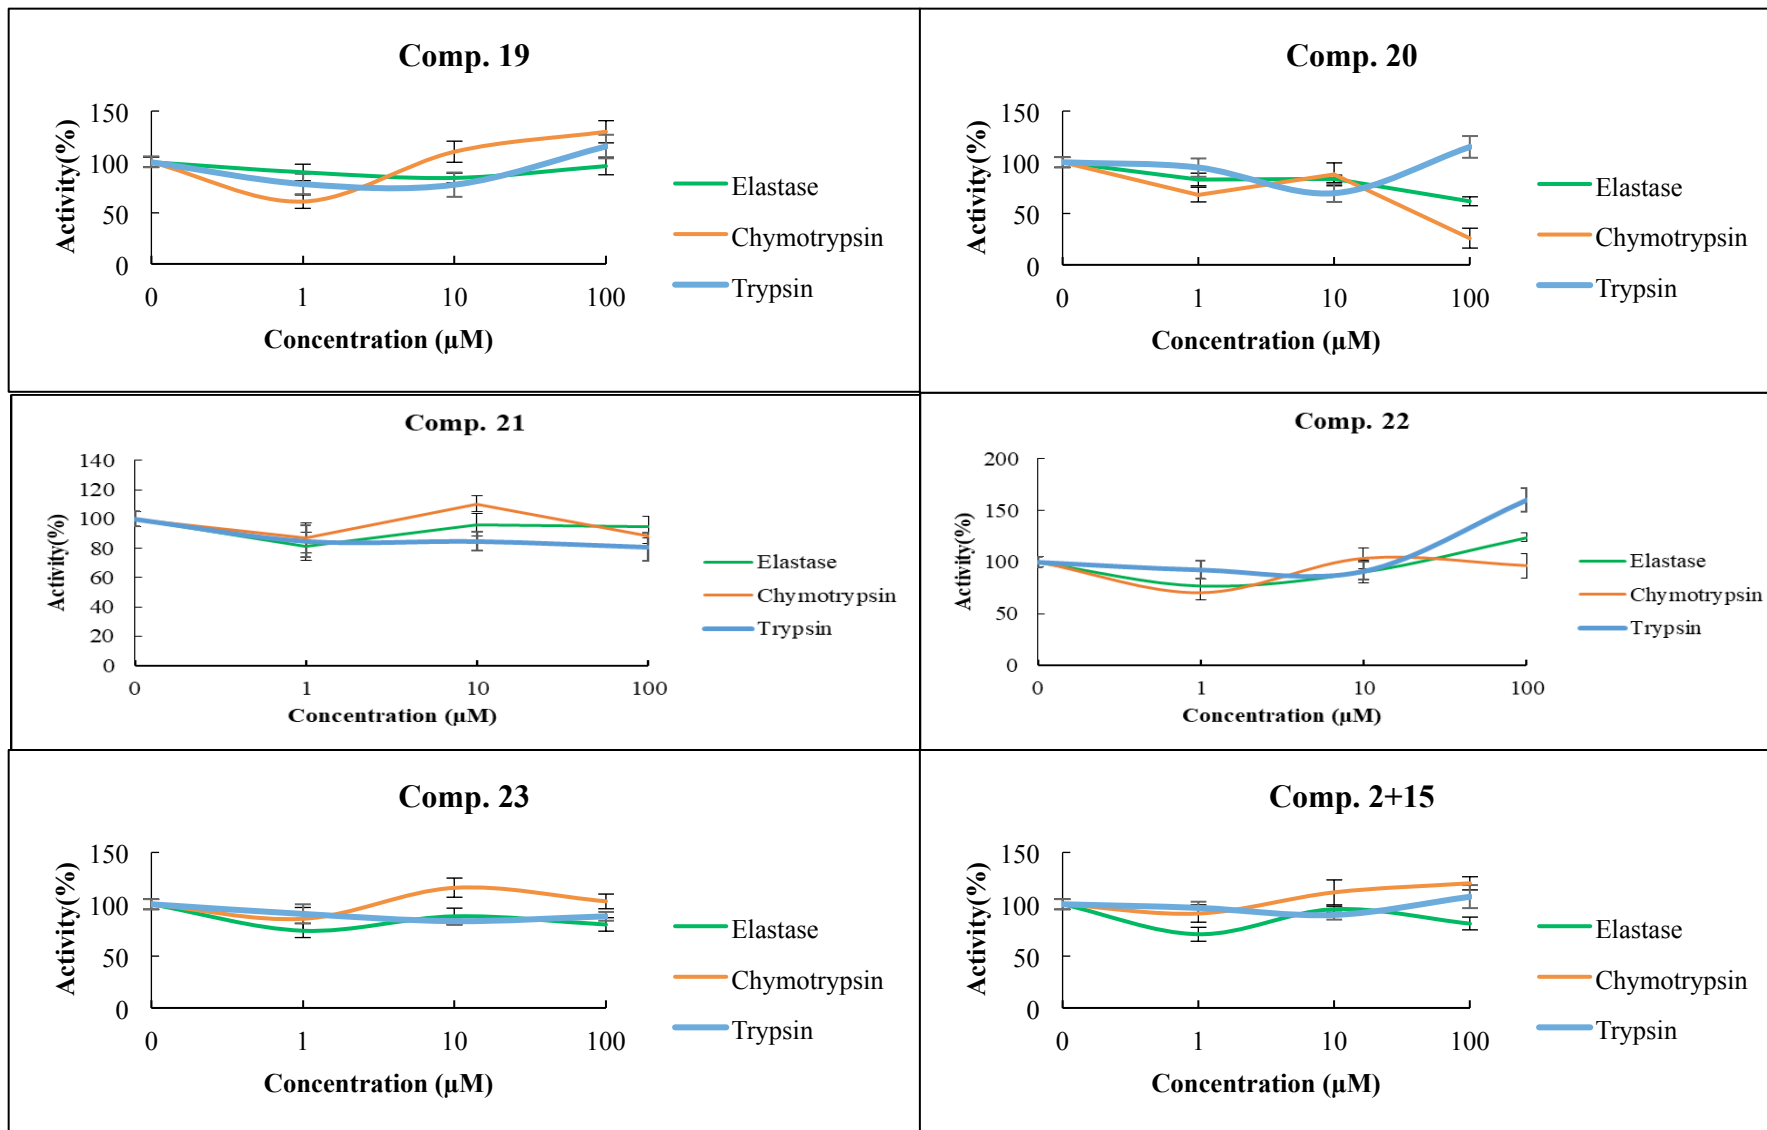 Comp. 19
150
100
50
0
Activity(%)
0 1 10 100
Concentration (µM)
Elastase
Chymotrypsin
Trypsin
Comp. 20
150
100
50
0
Activity(%)
0 1 10 100
Concentration (µM)
Elastase
Chymotrypsin
Trypsin
Comp. 21
140
120
100
80
60
40
20
0
Activity(%)
0 1 10 100
Concentration (µM)
Elastase
Chymotrypsin
Trypsin
Comp. 22
200
150
100
50
0
Activity(%)
0 1 10 100
Concentration (µM)
Elastase
Chymotrypsin
Trypsin
Comp. 23
150
100
50
0
Activity(%)
0 1 10 100
Concentration (µM)
Elastase
Chymotrypsin
Trypsin
Comp. 2+15
150
100
50
0
Activity(%)
0 1 10 100
Concentration (µM)
Elastase
Chymotrypsin
Trypsin